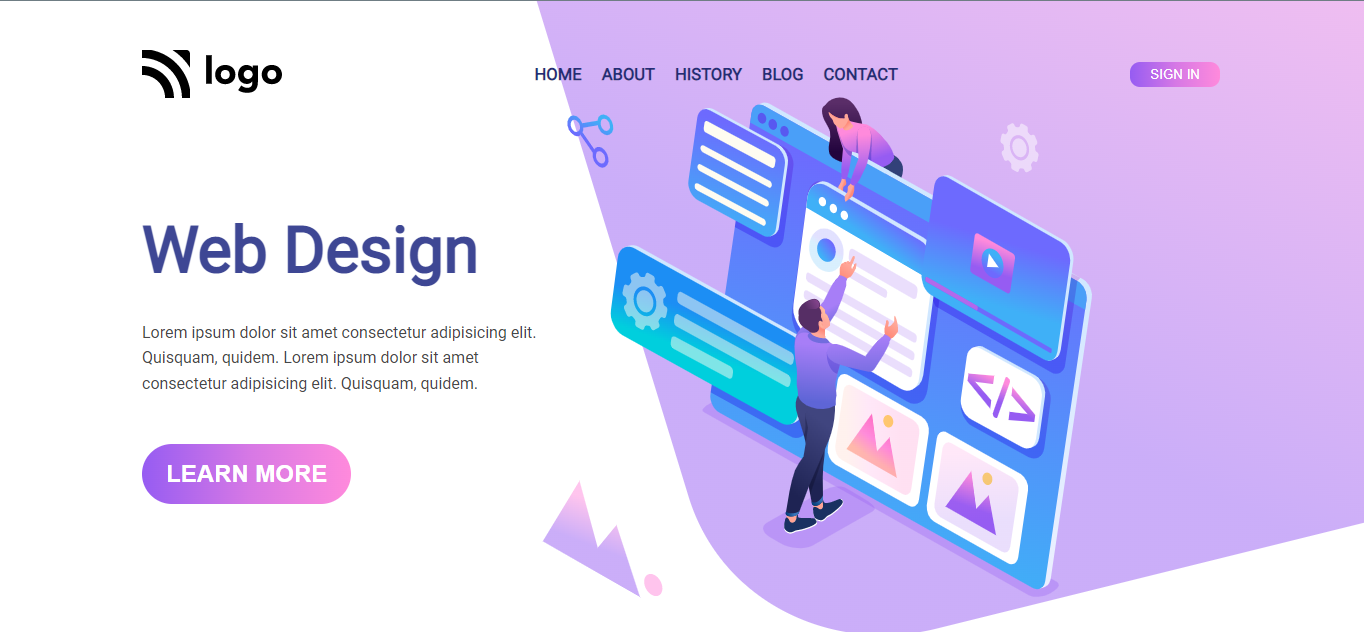 logo
HOME ABOUT HISTORY BLOG CONTACT
SIGN IN
Web Design
Lorem ipsum dolor sit amet consectetur adipisicing elit.
Quisquam, quidem. Lorem ipsum dolor sit amet
consectetur adipisicing elit. Quisquam, quidem.
LEARN MORE